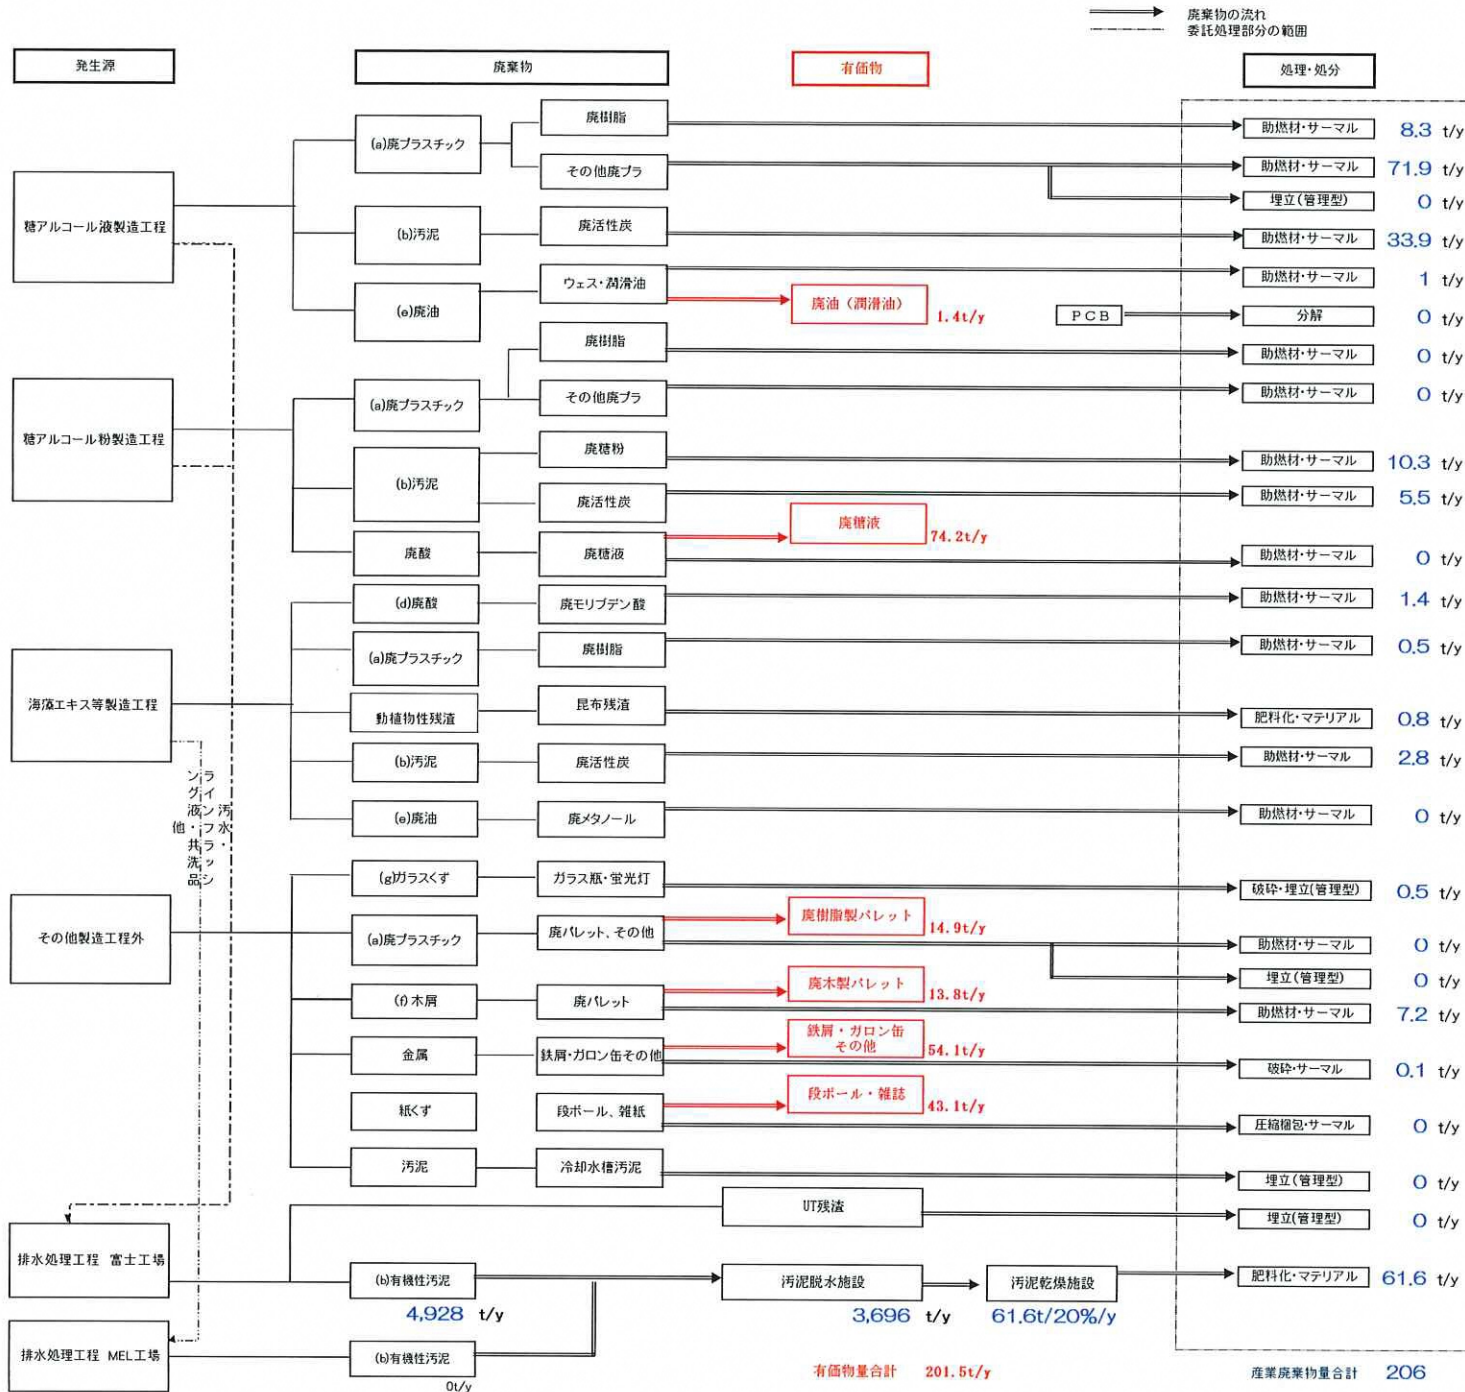 廃棄物の流れ
委託処理部分の範囲
発生源
廃棄物
有価物
処理・処分
糖アルコール液製造工程
(a)廃プラスチック
廃樹脂
助燃材・サーマル 8.3 t/y
その他廃プラ
助燃材・サーマル 71.9 t/y
埋立(管理型) 0 t/y
(b)汚泥
廃活性炭
助燃材・サーマル 33.9 t/y
(e)廃油
ウェス・潤滑油
助燃材・サーマル 1 t/y
廃油（潤滑油） 1.4t/y
PCB
分解 0 t/y
糖アルコール粉製造工程
(a)廃プラスチック
廃樹脂
助燃材・サーマル 0 t/y
その他廃プラ
助燃材・サーマル 0 t/y
(b)汚泥
廃糖粉
助燃材・サーマル 10.3 t/y
廃活性炭
助燃材・サーマル 5.5 t/y
廃酸
廃糖液
廃糖液 74.2t/y
助燃材・サーマル 0 t/y
海藻エキス等製造工程
(d)廃酸
廃モリブデン酸
助燃材・サーマル 1.4 t/y
(a)廃プラスチック
廃樹脂
助燃材・サーマル 0.5 t/y
動植物性残渣
昆布残渣
肥料化・マテリアル 0.8 t/y
(b)汚泥
廃活性炭
助燃材・サーマル 2.8 t/y
(e)廃油
廃メタノール
助燃材・サーマル 0 t/y
汚水・
ラインフラッシ
ング液・共洗品
他
その他製造工程外
(g)ガラスくず
ガラス瓶・蛍光灯
破砕・埋立(管理型) 0.5 t/y
(a)廃プラスチック
廃パレット、その他
廃樹脂製パレット 14.9t/y
助燃材・サーマル 0 t/y
埋立(管理型) 0 t/y
(f)木屑
廃パレット
廃木製パレット 13.8t/y
助燃材・サーマル 7.2 t/y
金属
鉄屑・ガロン缶その他
鉄屑・ガロン缶
その他 54.1t/y
破砕・サーマル 0.1 t/y
紙くず
段ボール、雑紙
段ボール・雑誌 43.1t/y
圧縮梱包・サーマル 0 t/y
汚泥
冷却水槽汚泥
埋立(管理型) 0 t/y
UT残渣
埋立(管理型) 0 t/y
排水処理工程 富士工場
(b)有機性汚泥
4,928 t/y
汚泥脱水施設
3,696 t/y
汚泥乾燥施設
61.6t/20%/y
肥料化・マテリアル 61.6 t/y
排水処理工程 MEL工場
(b)有機性汚泥
0t/y
有価物量合計 201.5t/y
産業廃棄物量合計 206